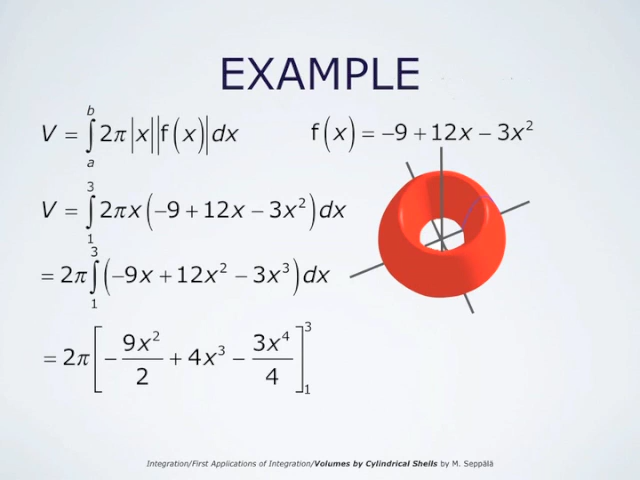 EXAMPLE
V = ∫_a^b 2π|x||f(x)|dx
f(x) = −9 + 12x − 3x²
V = ∫_1^3 2πx(−9 + 12x − 3x²)dx
= 2π∫_1^3 (−9x + 12x² − 3x³)dx
= 2π[−9x²/2 + 4x³ − 3x⁴/4]_1^3
Integration/First Applications of Integration/Volumes by Cylindrical Shells by M. Seppälä